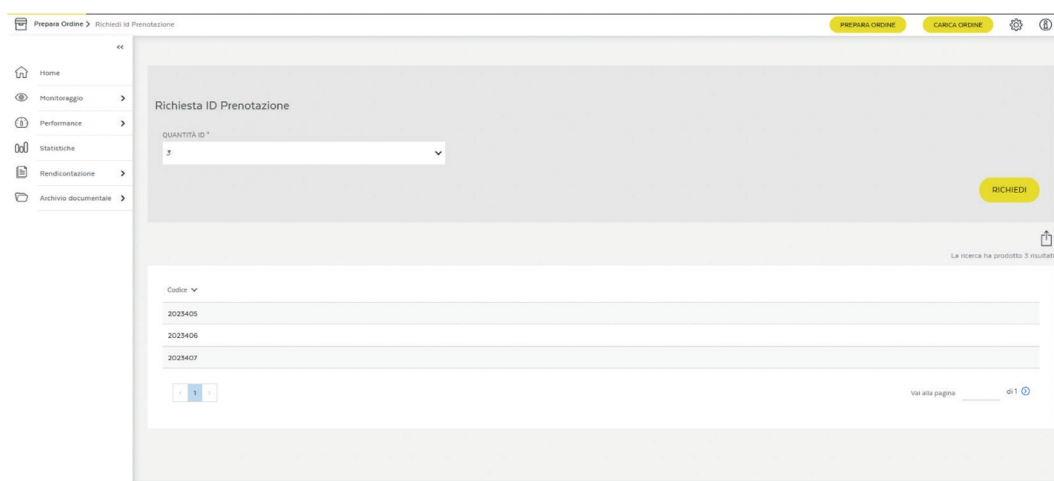 Prepara Ordine > Richiedi Id Prenotazione
PREPARA ORDINE
CARICA ORDINE
<<
Home
Monitoraggio >
Performance >
Statistiche
Rendicontazione >
Archivio documentale >
Richiesta ID Prenotazione
QUANTITÀ ID *
3
RICHIEDI
La ricerca ha prodotto 3 risultati
Codice
2023405
2023406
2023407
< 1 >
Vai alla pagina di 1